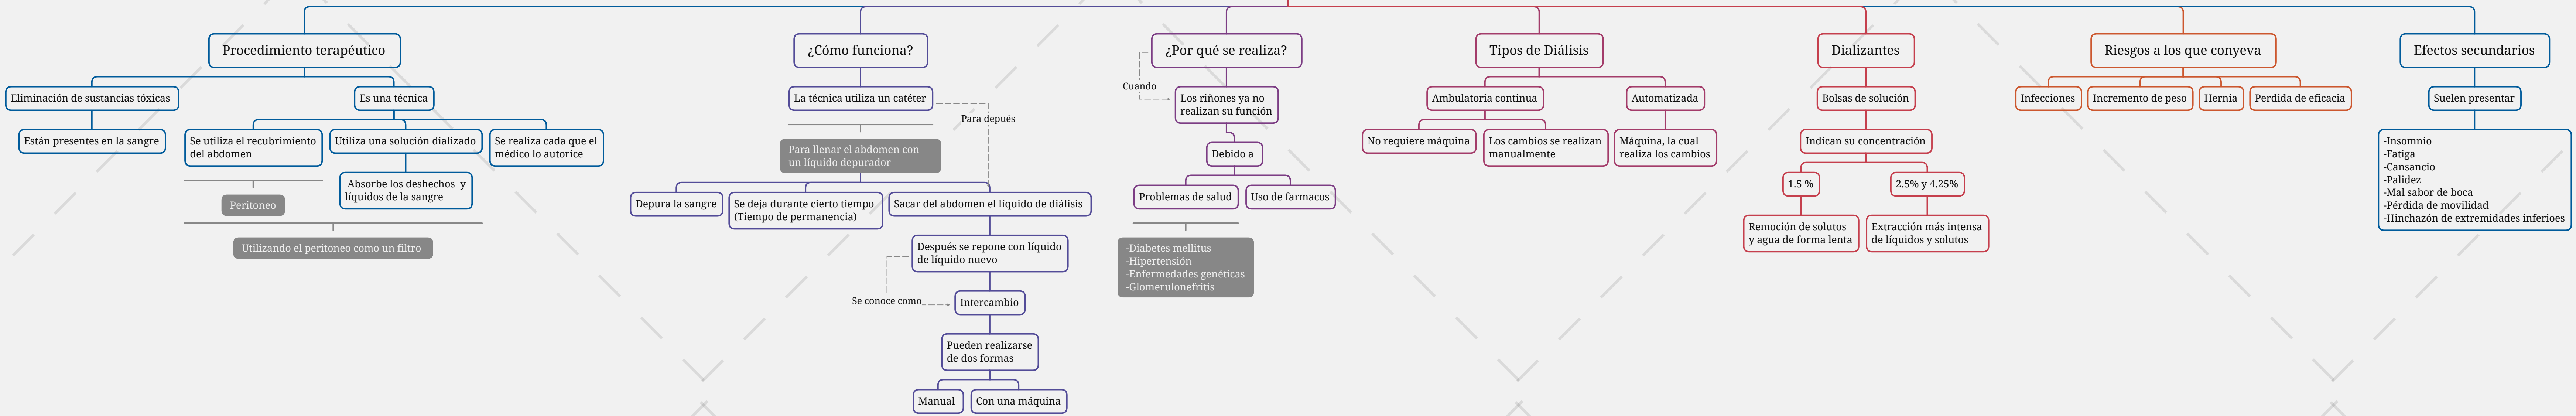 Procedimiento terapéutico
Eliminación de sustancias tóxicas
Están presentes en la sangre
Es una técnica
Se utiliza el recubrimiento
del abdomen
Peritoneo
Utiliza una solución dializado
Absorbe los deshechos y
líquidos de la sangre
Se realiza cada que el
médico lo autorice
Utilizando el peritoneo como un filtro
¿Cómo funciona?
La técnica utiliza un catéter
Para depués
Para llenar el abdomen con
un líquido depurador
Depura la sangre
Se deja durante cierto tiempo
(Tiempo de permanencia)
Sacar del abdomen el líquido de diálisis
Después se repone con líquido
de líquido nuevo
Se conoce como
Intercambio
Pueden realizarse
de dos formas
Manual
Con una máquina
¿Por qué se realiza?
Cuando
Los riñones ya no
realizan su función
Debido a
Problemas de salud
Uso de farmacos
-Diabetes mellitus
-Hipertensión
-Enfermedades genéticas
-Glomerulonefritis
Tipos de Diálisis
Ambulatoria continua
No requiere máquina
Los cambios se realizan
manualmente
Automatizada
Máquina, la cual
realiza los cambios
Dializantes
Bolsas de solución
Indican su concentración
1.5 %
Remoción de solutos
y agua de forma lenta
2.5% y 4.25%
Extracción más intensa
de líquidos y solutos
Riesgos a los que conyeva
Infecciones
Incremento de peso
Hernia
Perdida de eficacia
Efectos secundarios
Suelen presentar
-Insomnio
-Fatiga
-Cansancio
-Palidez
-Mal sabor de boca
-Pérdida de movilidad
-Hinchazón de extremidades inferioes